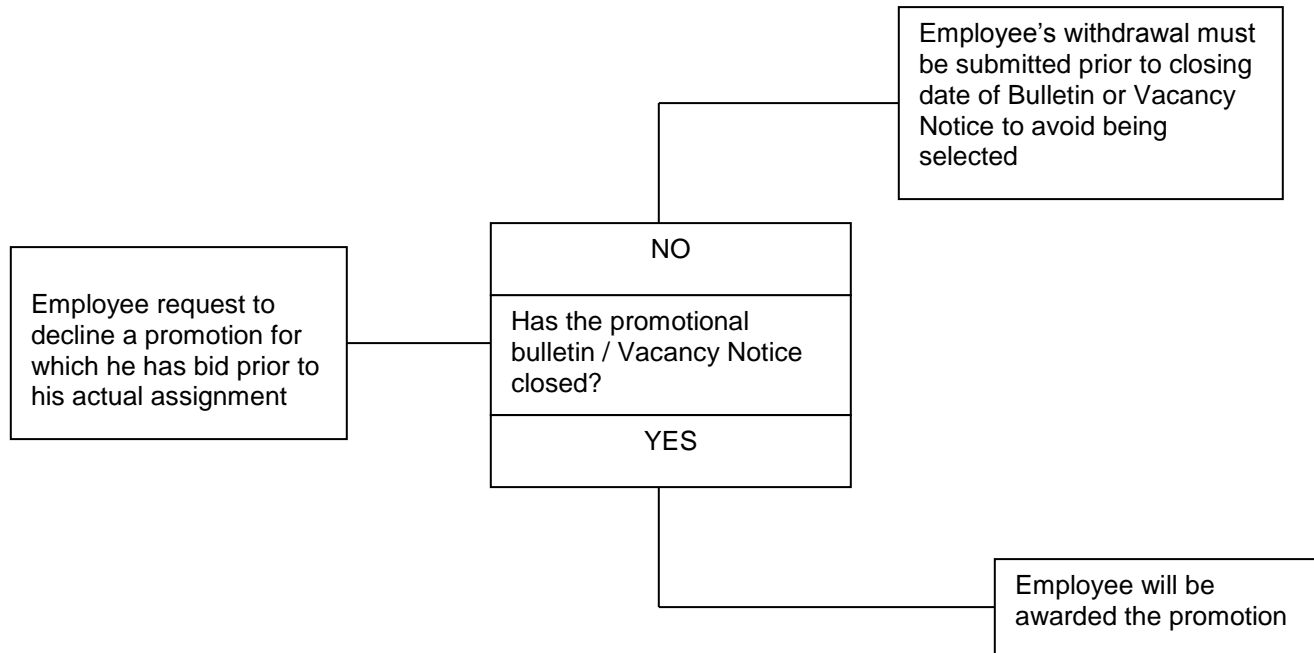 Employee’s withdrawal must
be submitted prior to closing
date of Bulletin or Vacancy
Notice to avoid being
selected
NO
Employee request to
decline a promotion for
which he has bid prior to
his actual assignment
Has the promotional
bulletin / Vacancy Notice
closed?
YES
Employee will be
awarded the promotion